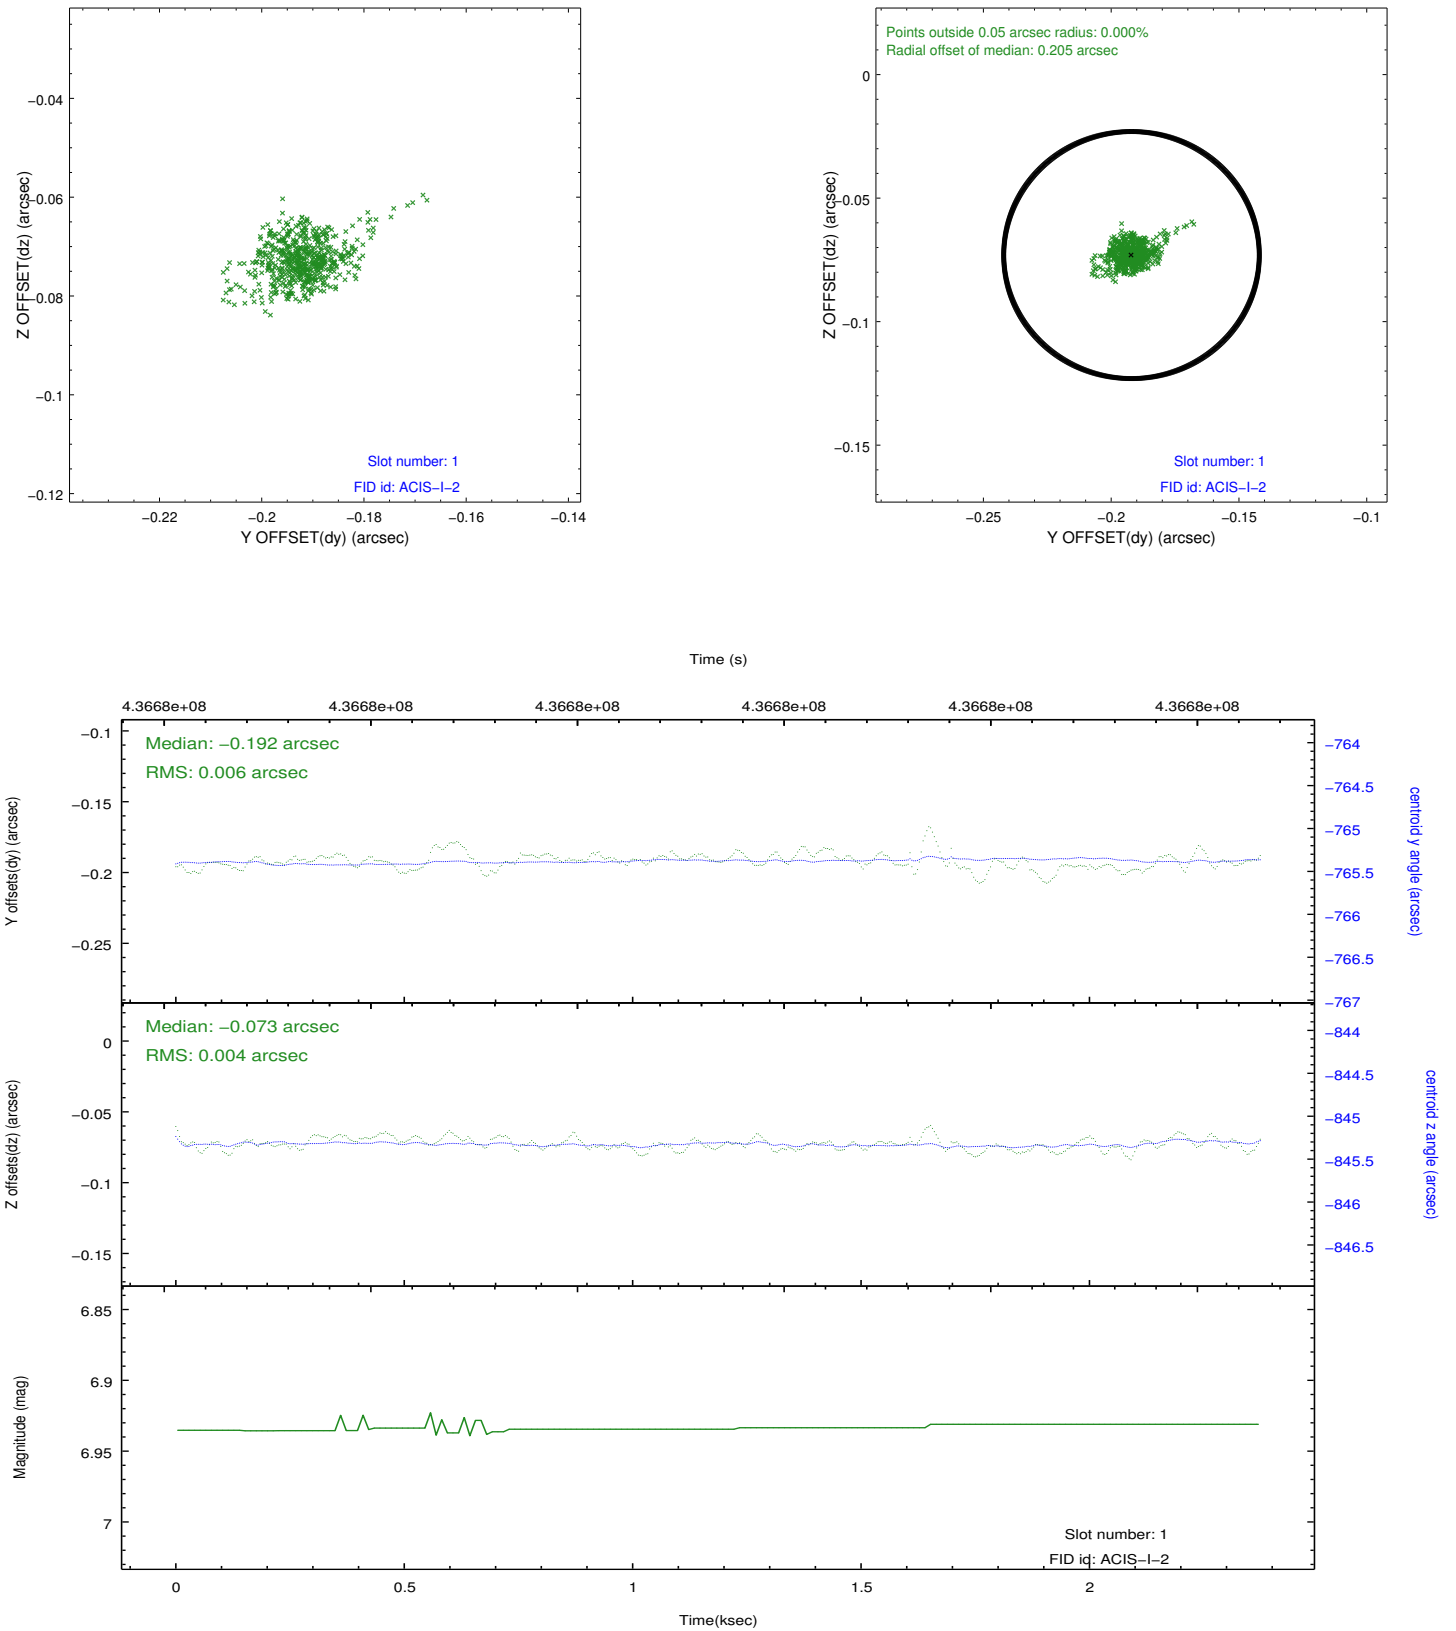 −0.04
−0.06
−0.08
−0.1
−0.12
Z OFFSET(dz) (arcsec)
Slot number: 1
FID id: ACIS−I−2
−0.22
−0.2
−0.18
−0.16
−0.14
Y OFFSET(dy) (arcsec)
Points outside 0.05 arcsec radius: 0.000%
Radial offset of median: 0.205 arcsec
0
−0.05
−0.1
−0.15
Z OFFSET(dz) (arcsec)
Slot number: 1
FID id: ACIS−I−2
−0.25
−0.2
−0.15
−0.1
Y OFFSET(dy) (arcsec)
Time (s)
4.3668e+08
4.3668e+08
4.3668e+08
4.3668e+08
4.3668e+08
4.3668e+08
Median: −0.192 arcsec
RMS: 0.006 arcsec
−0.1
−0.15
−0.2
−0.25
Y offsets(dy) (arcsec)
−764
−764.5
−765
−765.5
−766
−766.5
−767
centroid y angle (arcsec)
Median: −0.073 arcsec
RMS: 0.004 arcsec
0
−0.05
−0.1
−0.15
Z offsets(dz) (arcsec)
−844
−844.5
−845
−845.5
−846
−846.5
centroid z angle (arcsec)
6.85
6.9
6.95
7
Magnitude (mag)
Slot number: 1
FID id: ACIS−I−2
0
0.5
1
1.5
2
Time(ksec)